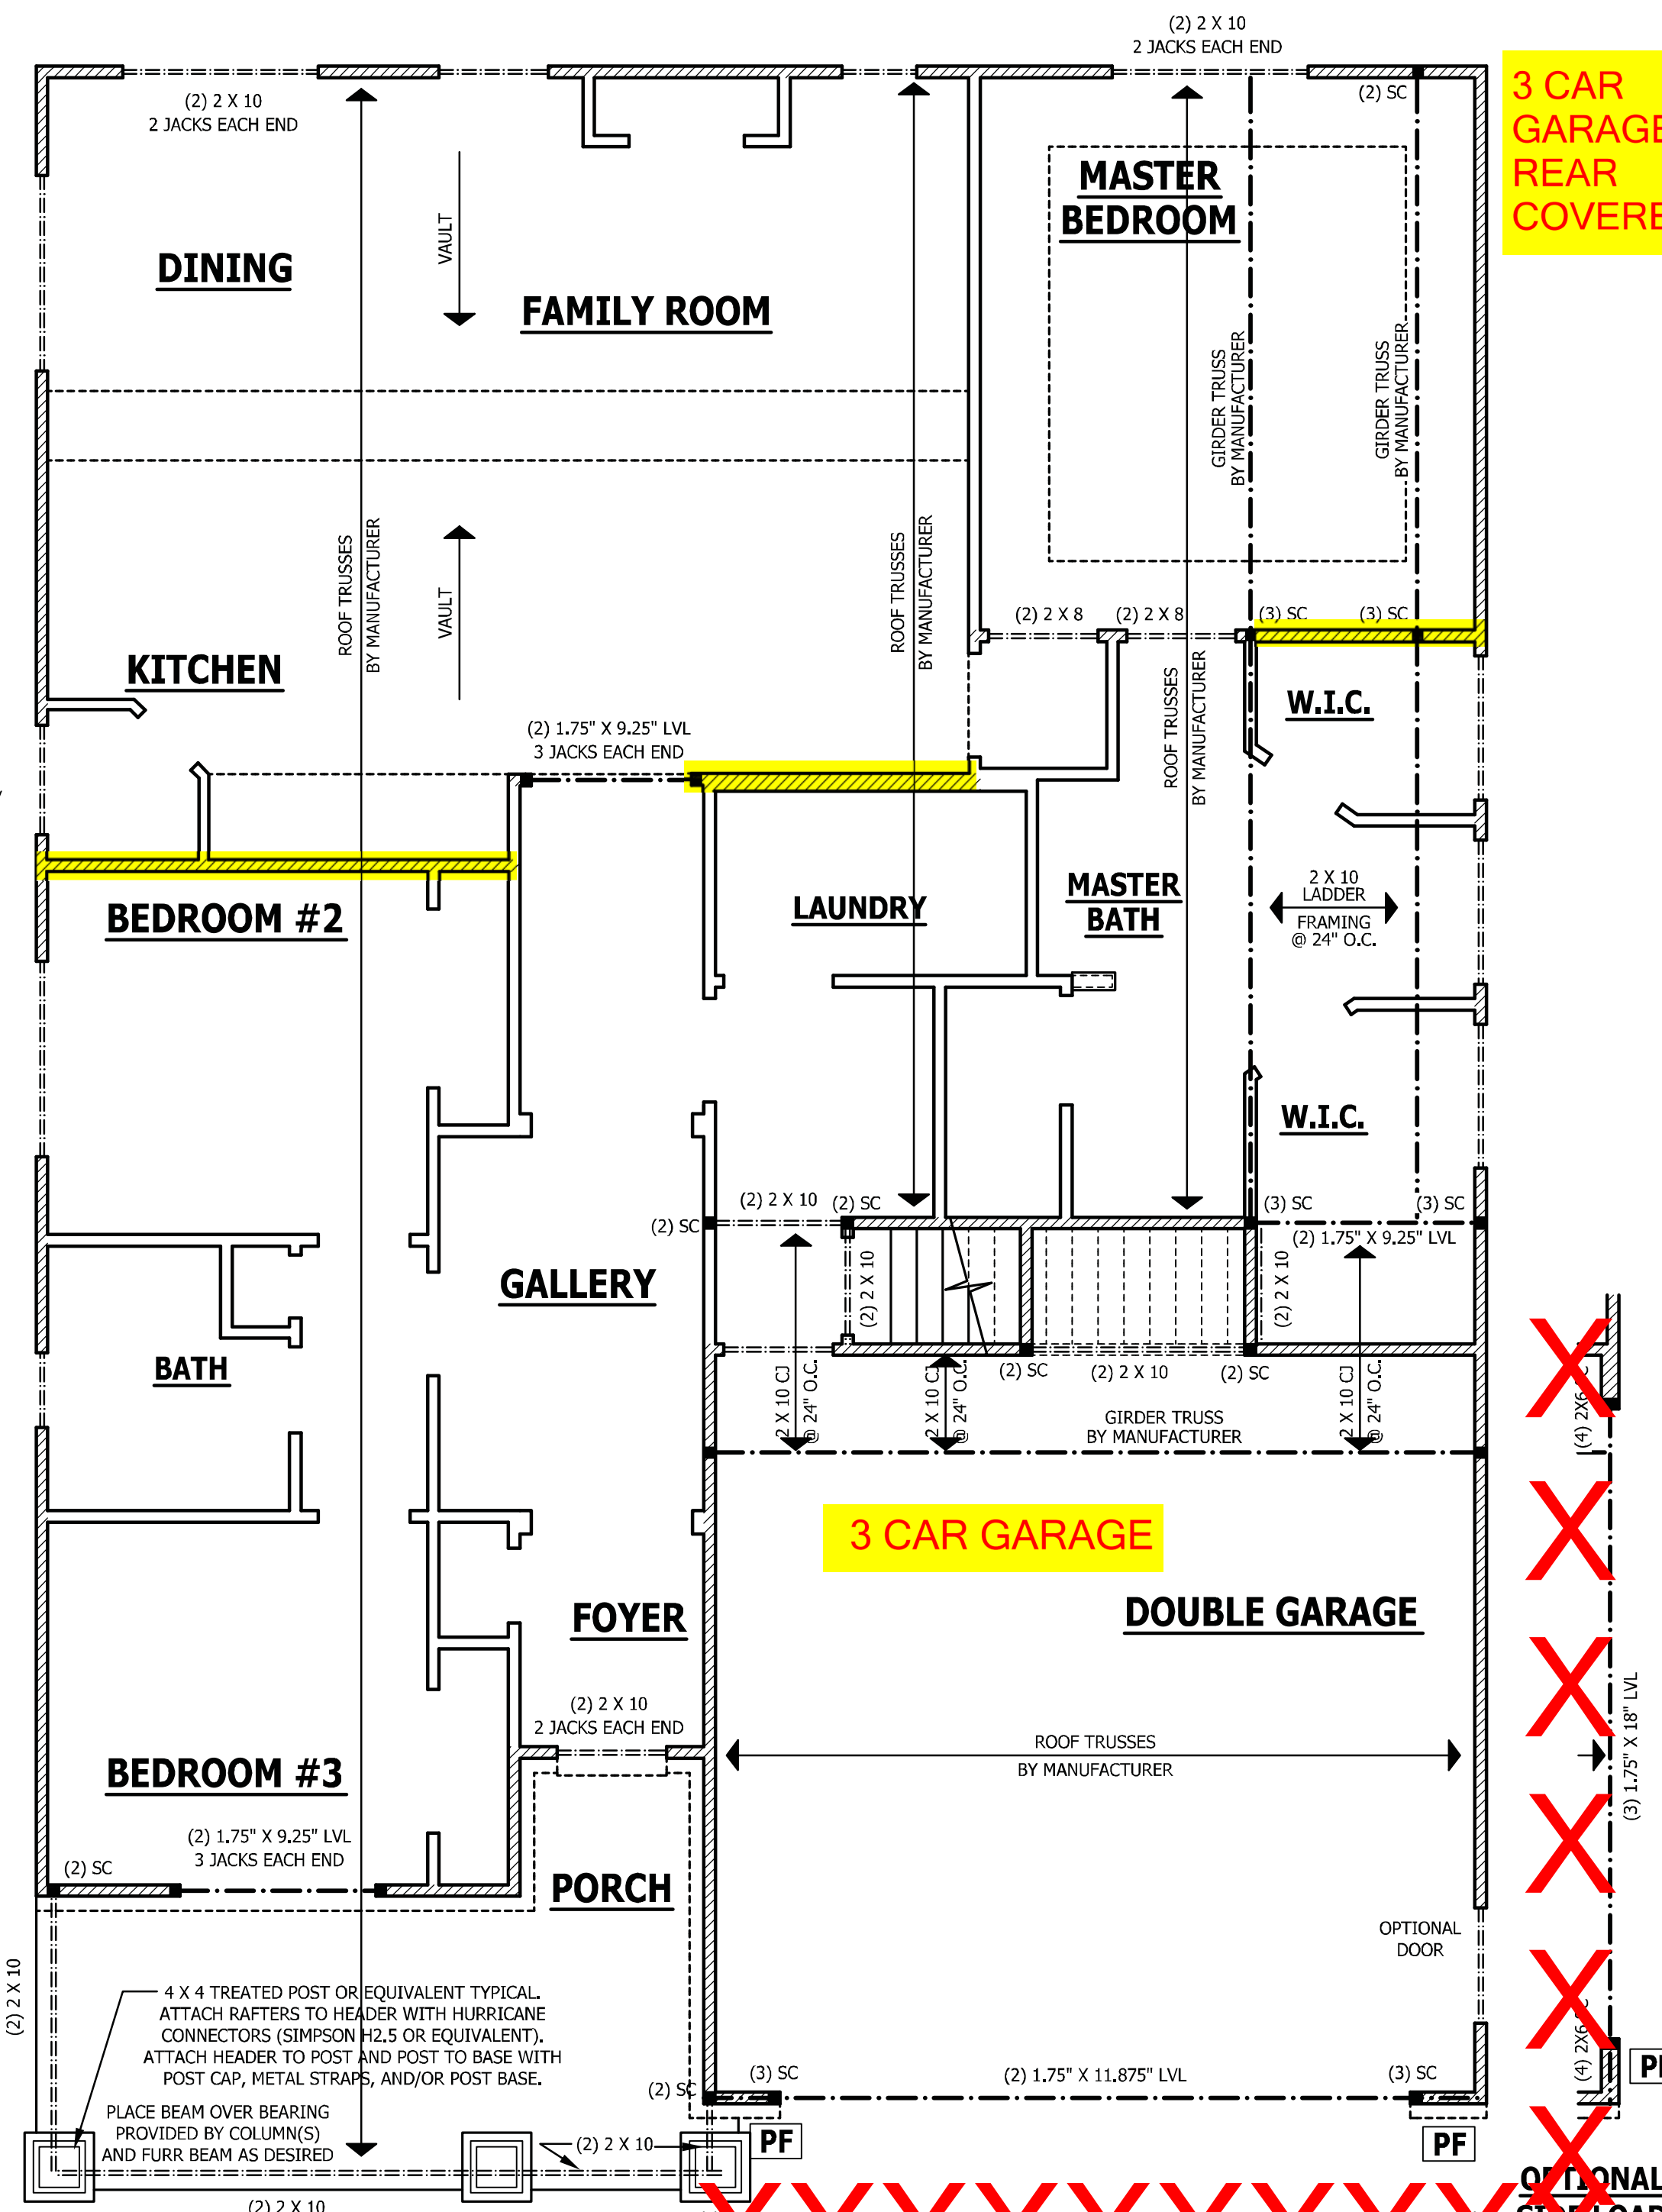 (2) 2 X 10
2 JACKS EACH END
3 CAR
GARAGE
REAR
COVERE
(2) 2 X 10
2 JACKS EACH END
(2) SC
MASTER
BEDROOM
VAULT
DINING
FAMILY ROOM
GIRDER TRUSS
BY MANUFACTURER
GIRDER TRUSS
BY MANUFACTURER
ROOF TRUSSES
BY MANUFACTURER
ROOF TRUSSES
BY MANUFACTURER
VAULT
(2) 2 X 8
(2) 2 X 8
(3) SC
(3) SC
KITCHEN
ROOF TRUSSES
BY MANUFACTURER
W.I.C.
(2) 1.75" X 9.25" LVL
3 JACKS EACH END
BEDROOM #2
LAUNDRY
MASTER
BATH
2 X 10
LADDER
FRAMING
@ 24" O.C.
W.I.C.
(2) 2 X 10
(2) SC
(3) SC
(3) SC
(2) SC
(2) 1.75" X 9.25" LVL
(2) 2 X 10
(2) 2 X 10
GALLERY
BATH
(2) SC
(2) 2 X 10
(2) SC
2 X 10 CJ
@ 24" O.C.
2 X 10 CJ
@ 24" O.C.
2 X 10 CJ
@ 24" O.C.
GIRDER TRUSS
BY MANUFACTURER
(4) 2X6
3 CAR GARAGE
DOUBLE GARAGE
FOYER
(2) 2 X 10
2 JACKS EACH END
ROOF TRUSSES
BY MANUFACTURER
(3) 1.75" X 18" LVL
BEDROOM #3
(2) 1.75" X 9.25" LVL
3 JACKS EACH END
(2) SC
PORCH
OPTIONAL
DOOR
(2) 2 X 10
4 X 4 TREATED POST OR EQUIVALENT TYPICAL.
ATTACH RAFTERS TO HEADER WITH HURRICANE
CONNECTORS (SIMPSON H2.5 OR EQUIVALENT).
ATTACH HEADER TO POST AND POST TO BASE WITH
POST CAP, METAL STRAPS, AND/OR POST BASE.
(4) 2X6
(3) SC
(2) 1.75" X 11.875" LVL
(3) SC
(2) SC
PLACE BEAM OVER BEARING
PROVIDED BY COLUMN(S)
AND FURR BEAM AS DESIRED
(2) 2 X 10
PF
PF
OPTIONAL
(2) 2 X 10